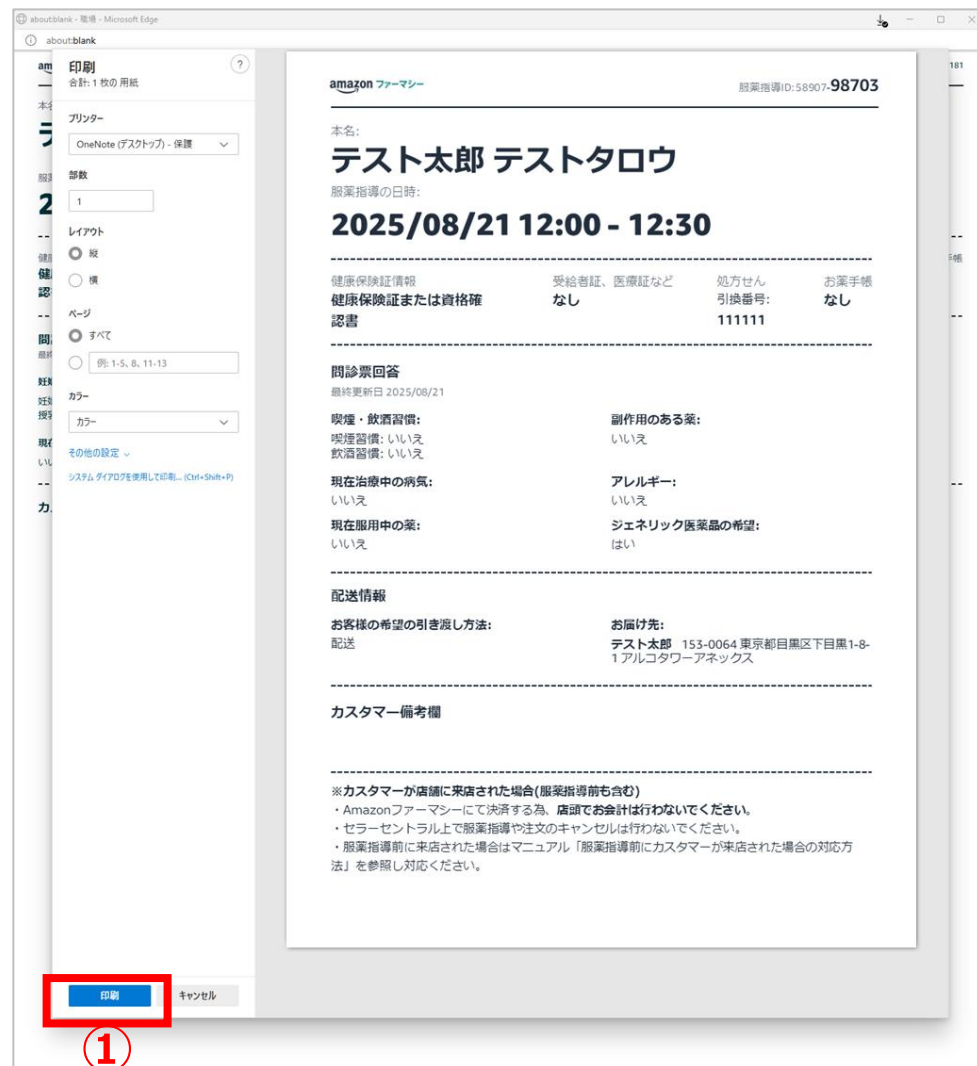 about:blank - 職場 - Microsoft Edge
about:blank
am
181
印刷
合計: 1 枚の 用紙
?
プリンター
OneNote (デスクトップ) - 保護
部数
1
レイアウト
縦
横
ページ
すべて
例: 1-5、8、11-13
カラー
カラー
その他の設定
システム ダイアログを使用して印刷... (Ctrl+Shift+P)
印刷
キャンセル
①
amazon ファーマシー
服薬指導ID:58907-98703
本名:
テスト太郎 テストタロウ
服薬指導の日時:
2025/08/21 12:00 - 12:30
健康保険証情報 受給者証、医療証など 処方せん お薬手帳
健康保険証または資格確 なし 引換番号: なし
認書 111111
問診票回答
最終更新日 2025/08/21
喫煙・飲酒習慣: 副作用のある薬:
喫煙習慣: いいえ いいえ
飲酒習慣: いいえ
現在治療中の病気: アレルギー:
いいえ いいえ
現在服用中の薬: ジェネリック医薬品の希望:
いいえ はい
配送情報
お客様の希望の引き渡し方法: お届け先:
配送 テスト太郎 153-0064 東京都目黒区下目黒1-8-
1 アルコタワーアネックス
カスタマー備考欄
※カスタマーが店舗に来店された場合(服薬指導前も含む)
・Amazonファーマシーにて決済する為、店頭でお会計は行わないでください。
・セラーセントラル上で服薬指導や注文のキャンセルは行わないでください。
・服薬指導前に来店された場合はマニュアル「服薬指導前にカスタマーが来店された場合の対応方
法」を参照し対応ください。